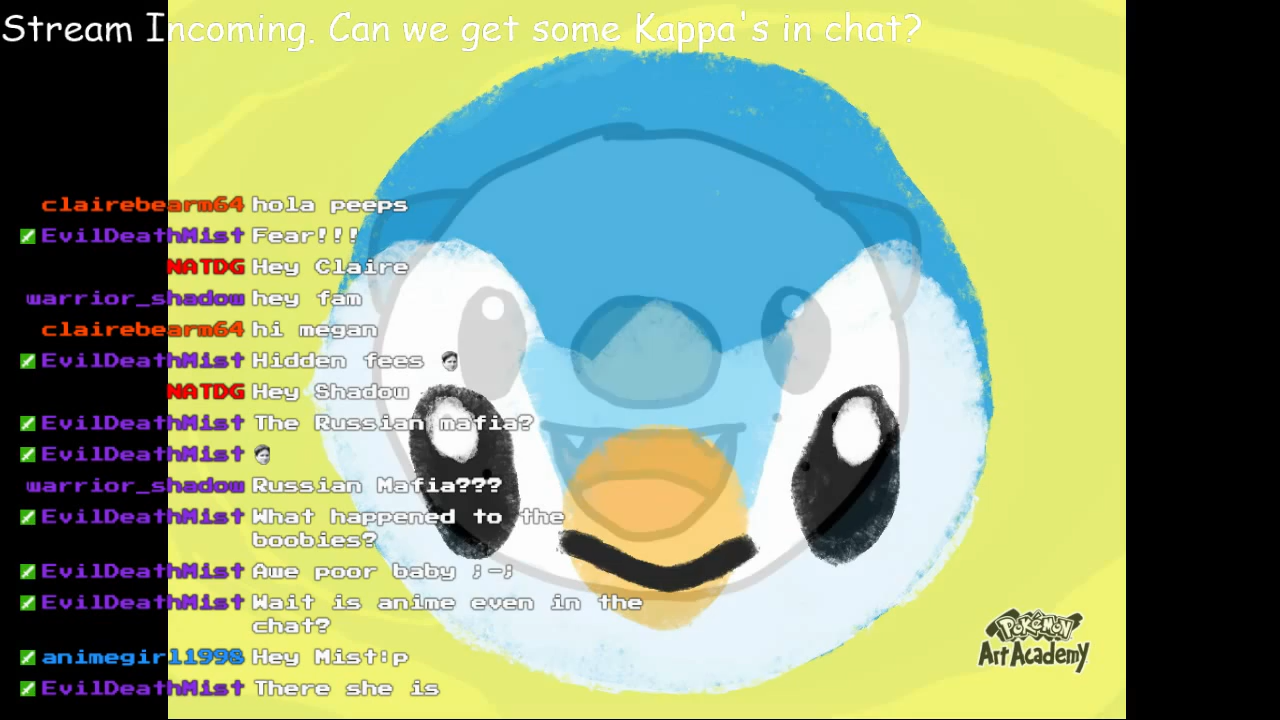 Stream Incoming. Can we get some Kappa's in chat?
clairebearm64 hola peeps
EvilDeathMist Fear!!!
NATDG Hey Claire
warrior_shadow hey fam
clairebearm64 hi megan
EvilDeathMist Hidden fees
NATDG Hey Shadow
EvilDeathMist The Russian mafia?
EvilDeathMist
warrior_shadow Russian Mafia???
EvilDeathMist What happened to the
boobies?
EvilDeathMist Awe poor baby ;-;
EvilDeathMist Wait is anime even in the
chat?
animegirl1998 Hey Mist:p
EvilDeathMist There she is
POKéMON
Art Academy